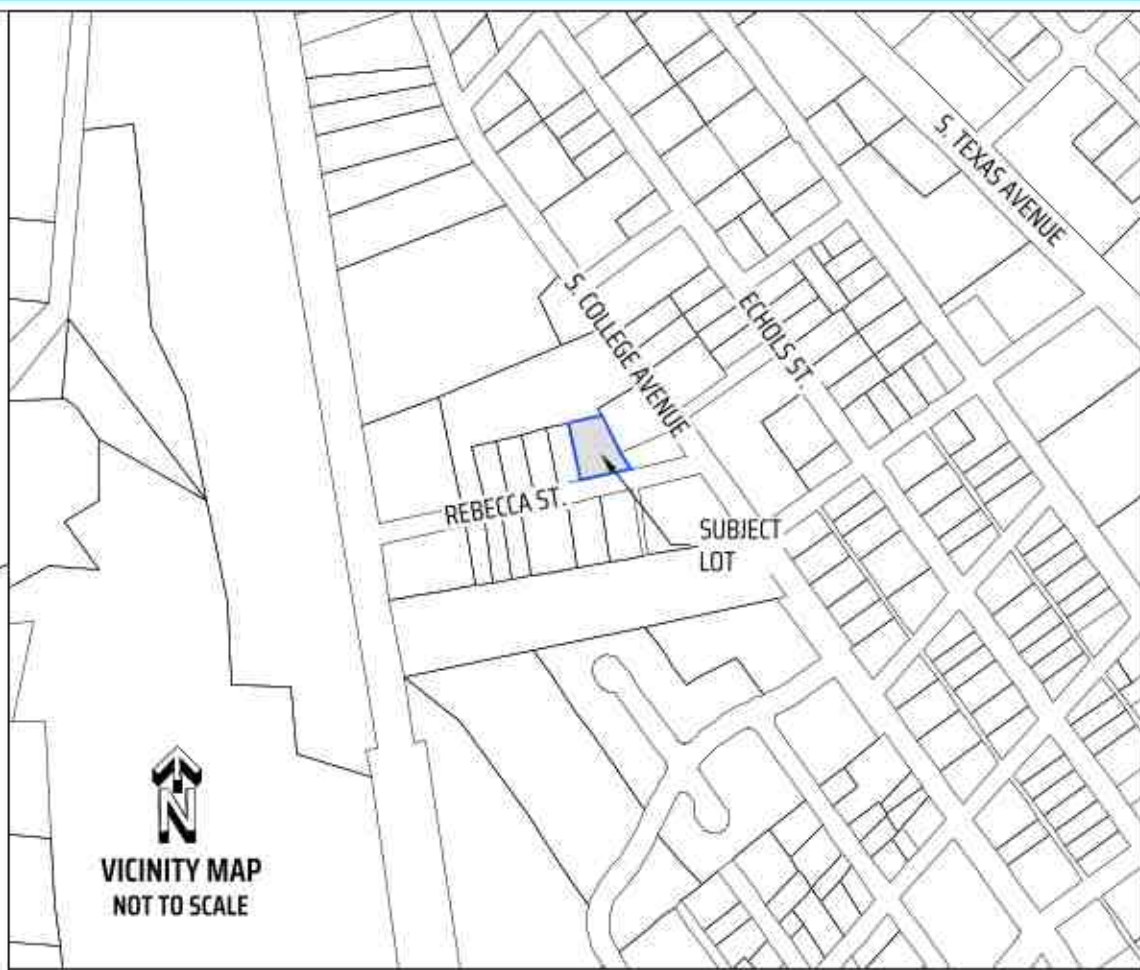 S. TEXAS AVENUE
S. COLLEGE AVENUE
ECHOLS ST.
REBECCA ST.
SUBJECT
LOT
N
VICINITY MAP
NOT TO SCALE